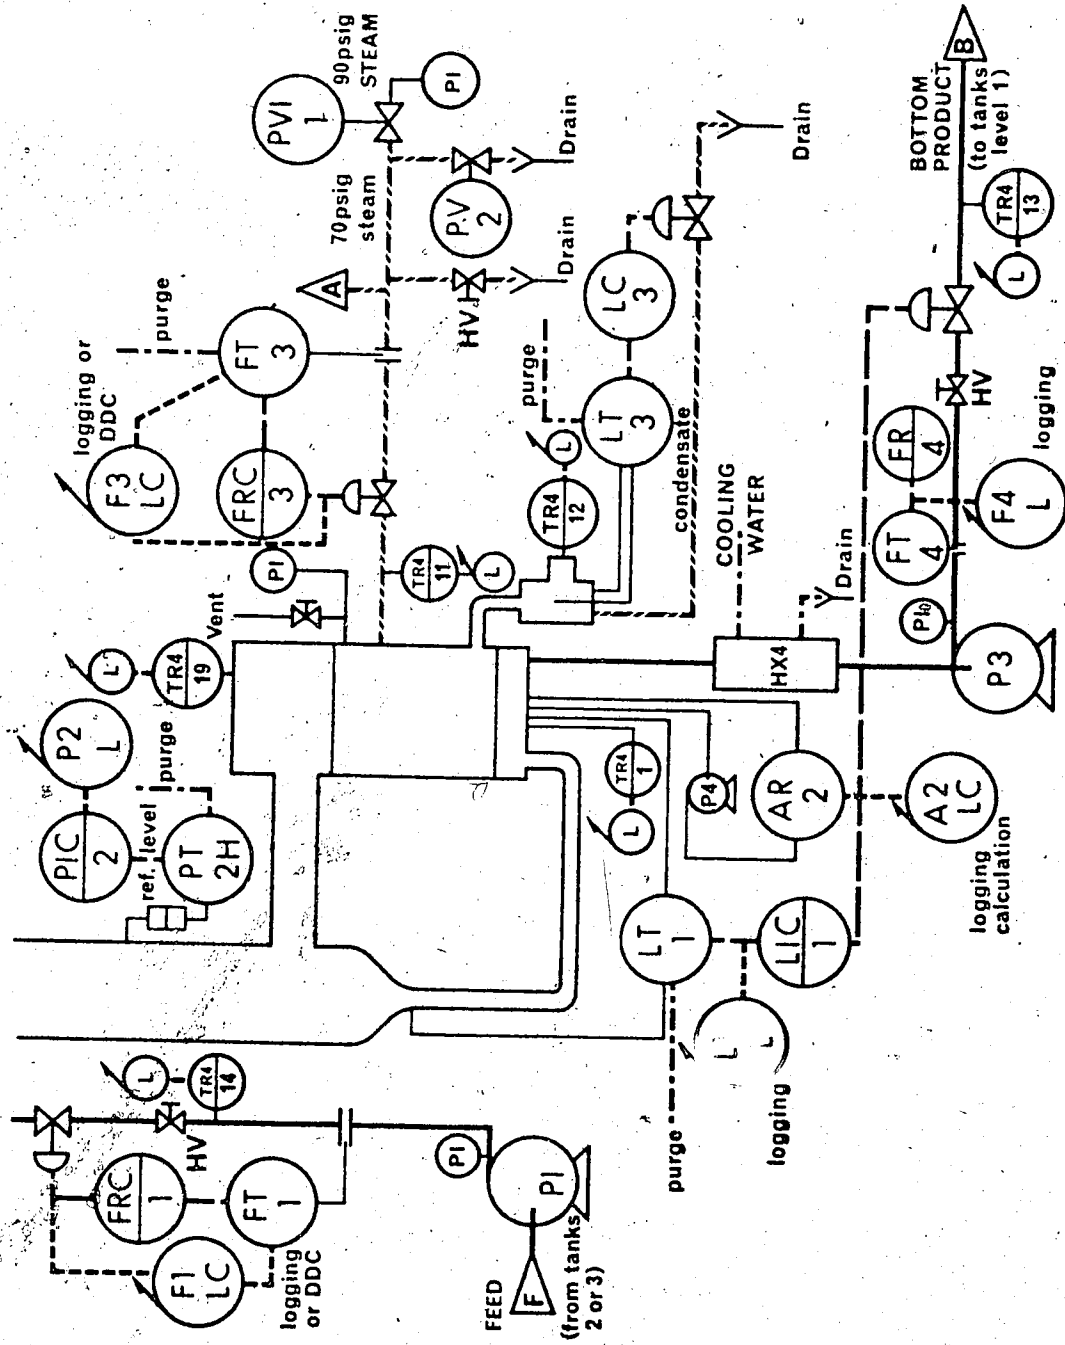 90psig
STEAM
PVI
1
PI
70psig
steam
PV
2
Drain
HV
Drain
A
purge
FT
3
logging or
DDC
F3
LC
FRC
3
PI
Vent
TR4
11
L
TR4
19
L
P2
L
purge
PIC
2
ref. level
PT
2H
purge
LT
3
LC
3
Drain
L
TR4
12
condensate
COOLING
WATER
HX4
Drain
BOTTOM
PRODUCT
(to tanks
level 1)
B
TR4
13
L
HV
FR
4
FT
4
F4
L
logging
PI
P3
TR4
1
L
P4
AR
2
A2
LC
logging
calculation
LT
1
LIC
1
L
L
logging
purge
L
TR4
14
HV
FRC
1
FT
1
F1
LC
logging
or DDC
PI
P1
FEED
F
(from tanks
2 or 3)